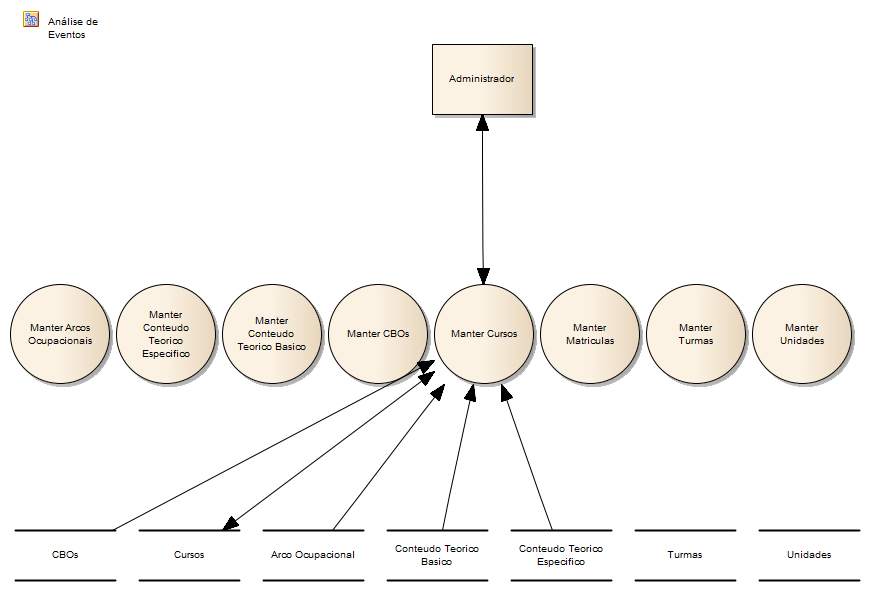 Análise de
Eventos
Administrador
Manter Arcos
Ocupacionais
Manter
Conteudo
Teorico
Especifico
Manter
Conteudo
Teorico Basico
Manter CBOs
Manter Cursos
Manter
Matriculas
Manter
Turmas
Manter
Unidades
CBOs
Cursos
Arco Ocupacional
Conteudo Teorico
Basico
Conteudo Teorico
Especifico
Turmas
Unidades